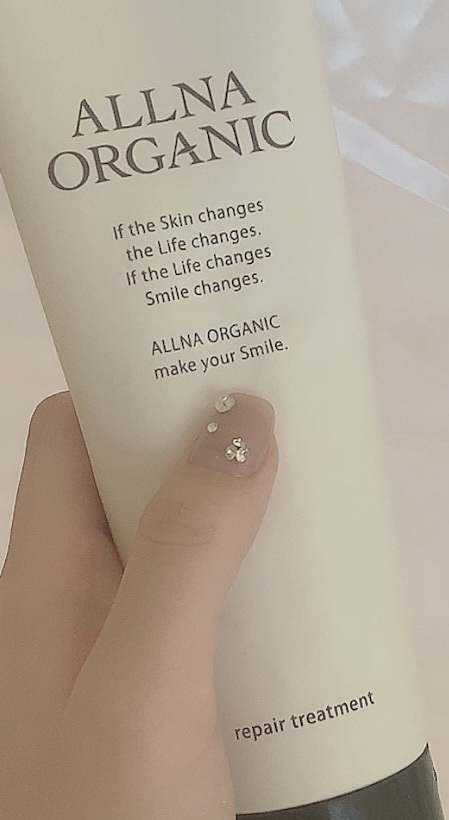 ALLNA
ORGANIC
If the Skin changes
the Life changes.
If the Life changes
Smile changes.
ALLNA ORGANIC
make your Smile.
repair treatment